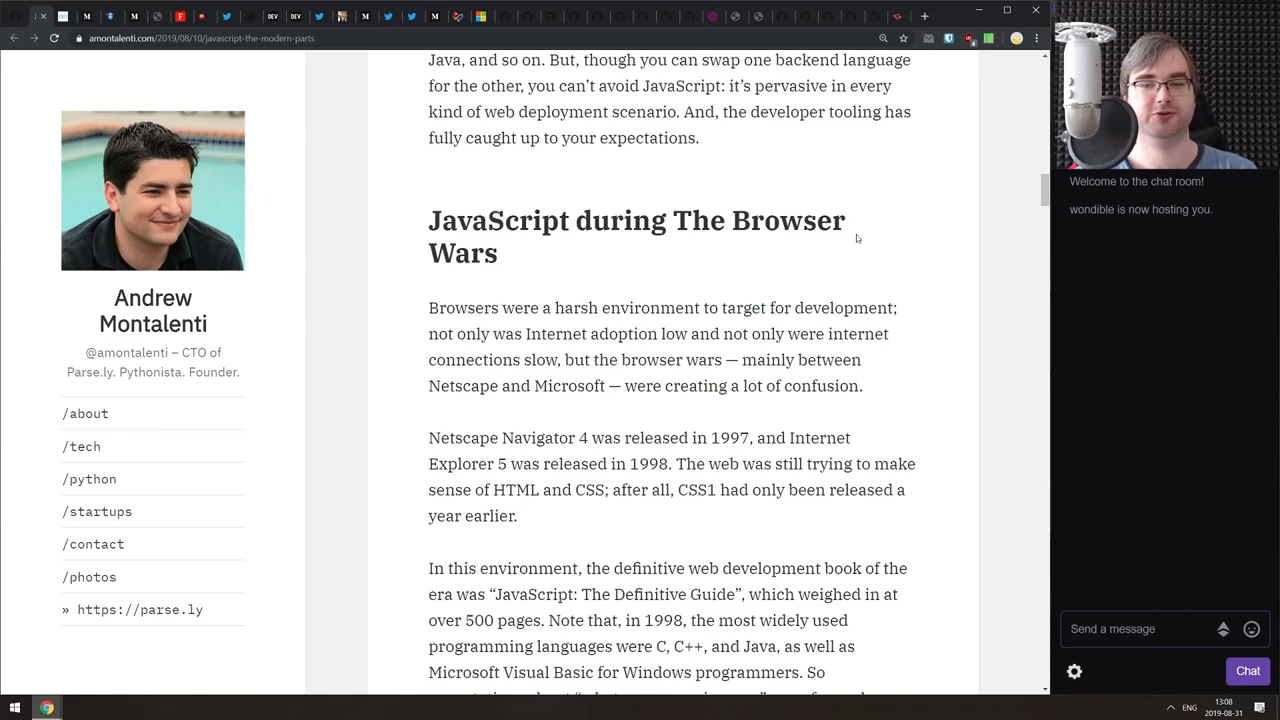 amontalenti.com/2019/08/10/javascript-the-modern-parts
Java, and so on. But, though you can swap one backend language
for the other, you can’t avoid JavaScript: it’s pervasive in every
kind of web deployment scenario. And, the developer tooling has
fully caught up to your expectations.
JavaScript during The Browser
Wars
Browsers were a harsh environment to target for development;
not only was Internet adoption low and not only were internet
connections slow, but the browser wars — mainly between
Netscape and Microsoft — were creating a lot of confusion.
Netscape Navigator 4 was released in 1997, and Internet
Explorer 5 was released in 1998. The web was still trying to make
sense of HTML and CSS; after all, CSS1 had only been released a
year earlier.
In this environment, the definitive web development book of the
era was “JavaScript: The Definitive Guide”, which weighed in at
over 500 pages. Note that, in 1998, the most widely used
programming languages were C, C++, and Java, as well as
Microsoft Visual Basic for Windows programmers. So
Andrew
Montalenti
@amontalenti – CTO of
Parse.ly. Pythonista. Founder.
/about
/tech
/python
/startups
/contact
/photos
» https://parse.ly
Welcome to the chat room!
wondible is now hosting you.
Send a message
Chat
ENG
13:08
2019-08-31